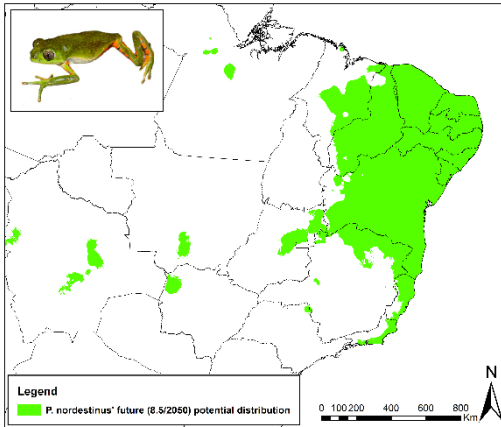 N
Legend
P. nordestinus' future (8.5/2050) potential distribution
0 100 200 400 600 800
Km